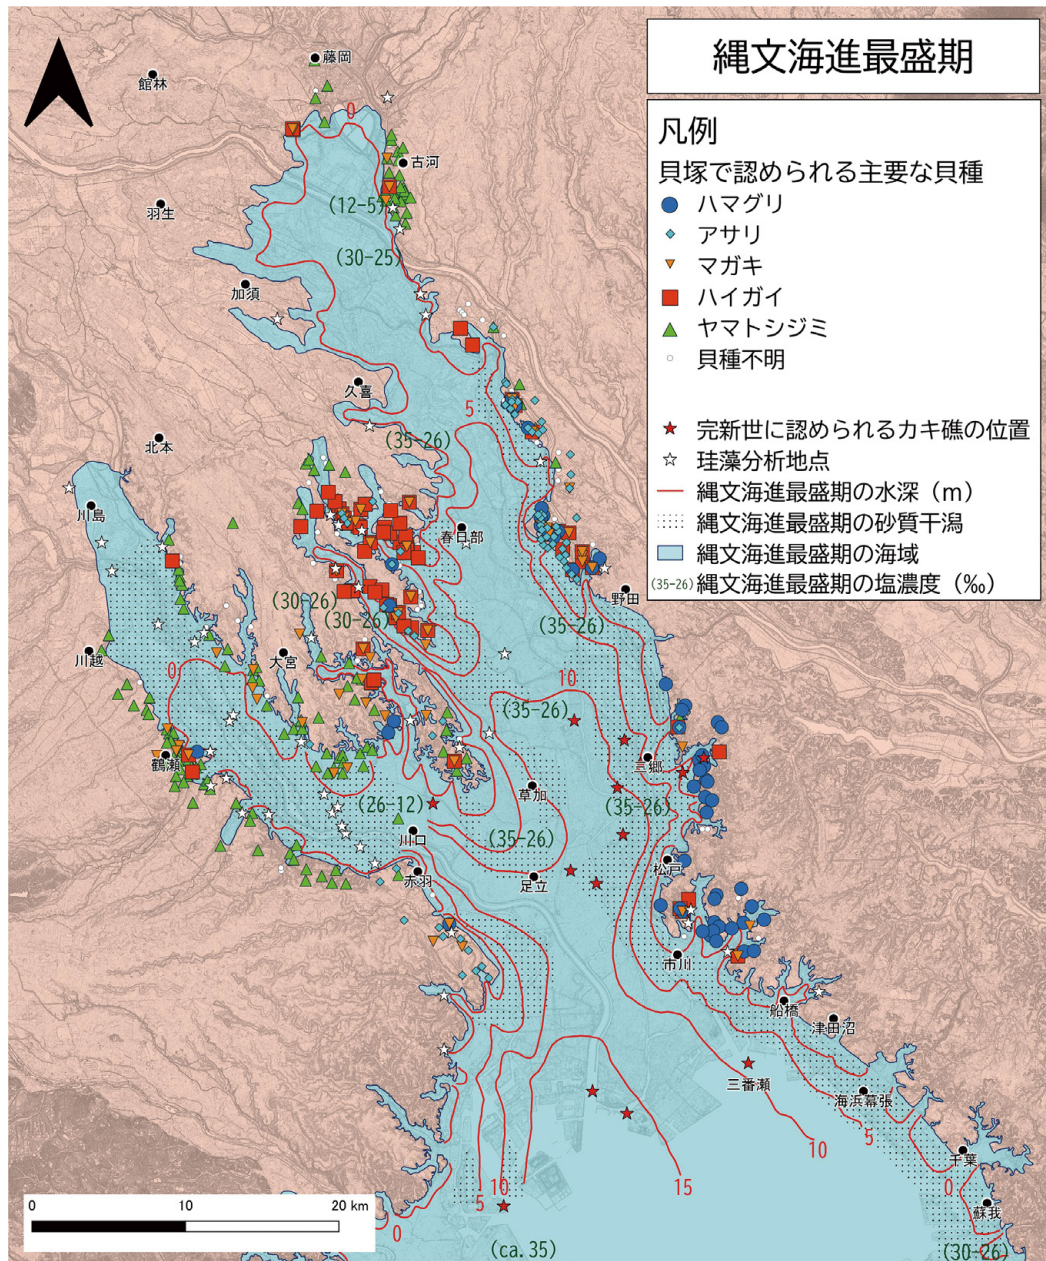 縄文海進最盛期
凡例
貝塚で認められる主要な貝種
ハマグリ
アサリ
マガキ
ハイガイ
ヤマトシジミ
貝種不明
完新世に認められるカキ礁の位置
珪藻分析地点
縄文海進最盛期の水深（m）
縄文海進最盛期の砂質干潟
縄文海進最盛期の海域
(35-26) 縄文海進最盛期の塩濃度（‰）
藤岡
館林
0
古河
(12-5)
羽生
(30-25)
加須
久喜
5
(35-26)
北本
川島
春日部
(30-26)
野田
(30-26)
(35-26)
川越
大宮
0
10
(35-26)
鶴瀬
三郷
草加
(26-12)
(35-26)
川口
(35-26)
松戸
赤羽
足立
市川
船橋
津田沼
三番瀬
海浜幕張
5
10
千葉
15
10
5
0
蘇我
0
(ca.35)
(30-26)
0 10 20 km